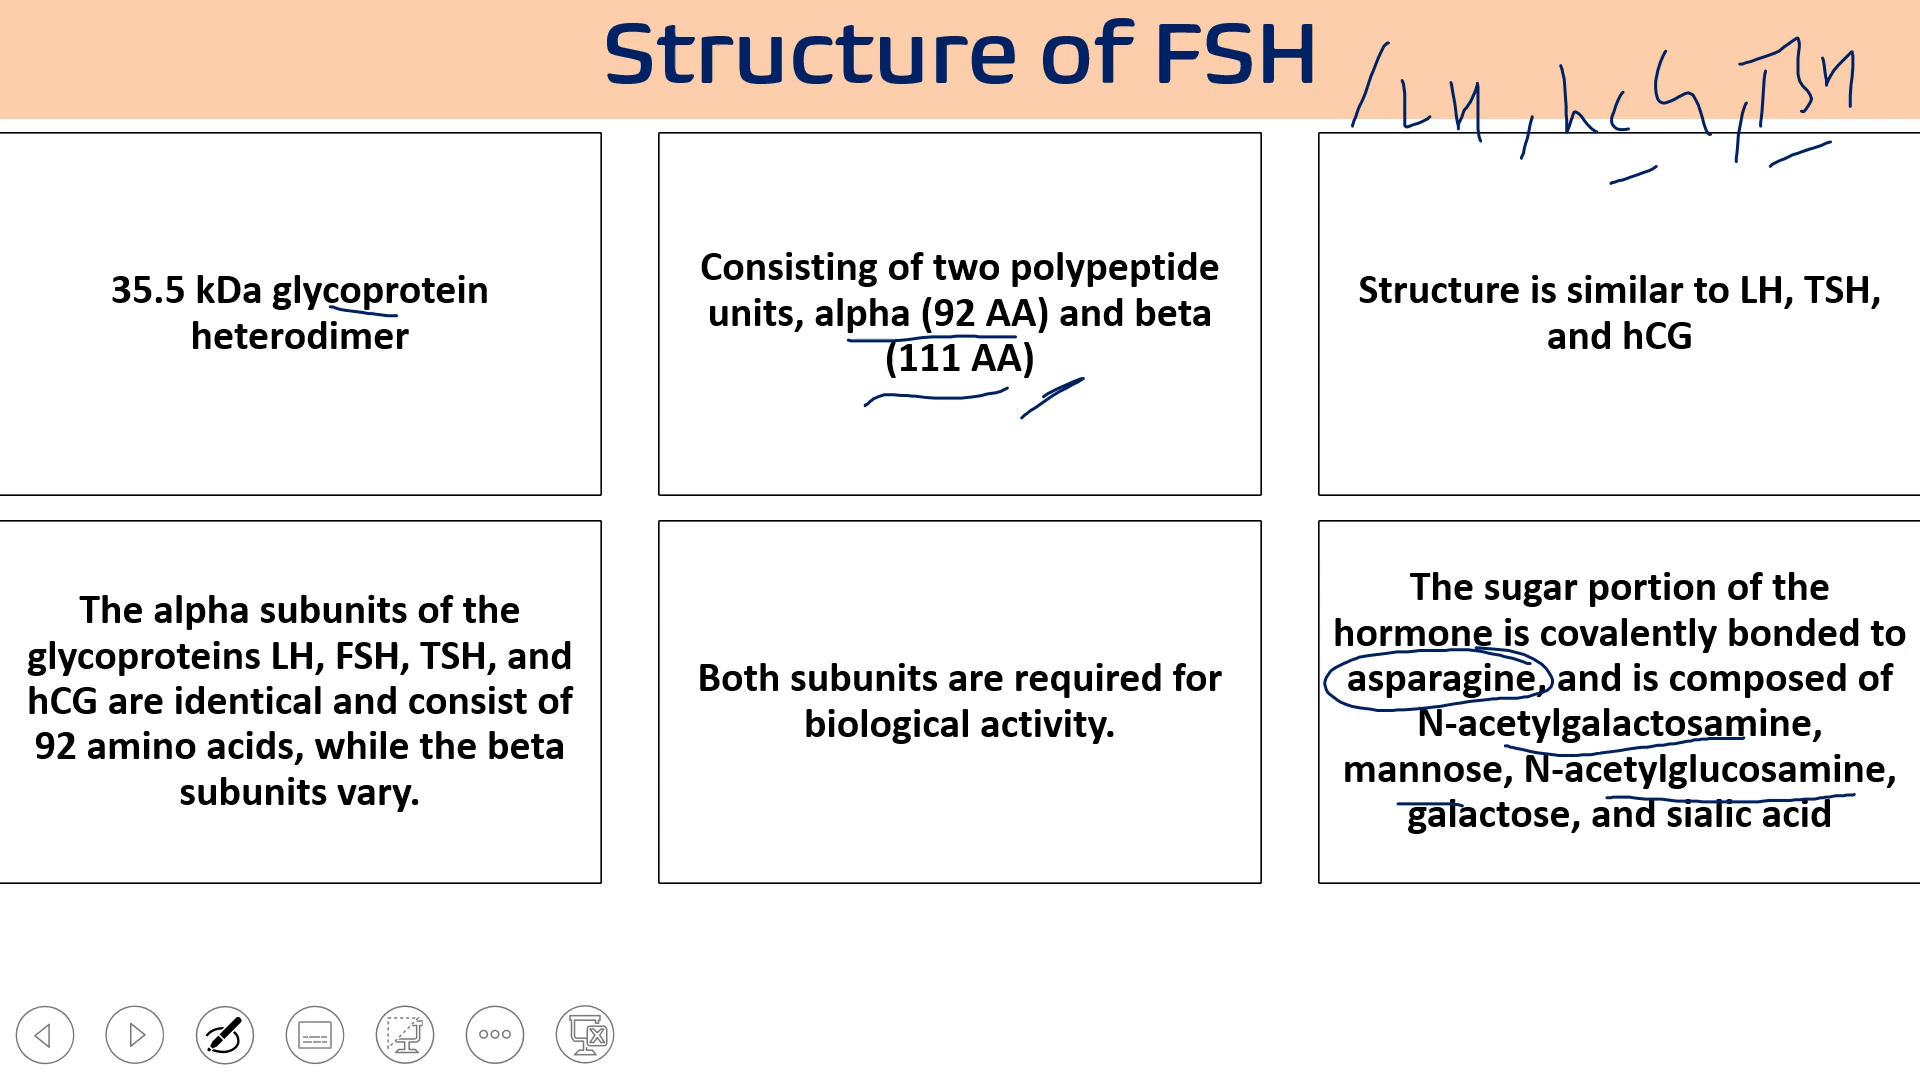 Structure of FSH
/LH, hCG, TSH
35.5 kDa glycoprotein
heterodimer
Consisting of two polypeptide
units, alpha (92 AA) and beta
(111 AA)
Structure is similar to LH, TSH,
and hCG
The alpha subunits of the
glycoproteins LH, FSH, TSH, and
hCG are identical and consist of
92 amino acids, while the beta
subunits vary.
Both subunits are required for
biological activity.
The sugar portion of the
hormone is covalently bonded to
asparagine, and is composed of
N-acetylgalactosamine,
mannose, N-acetylglucosamine,
galactose, and sialic acid